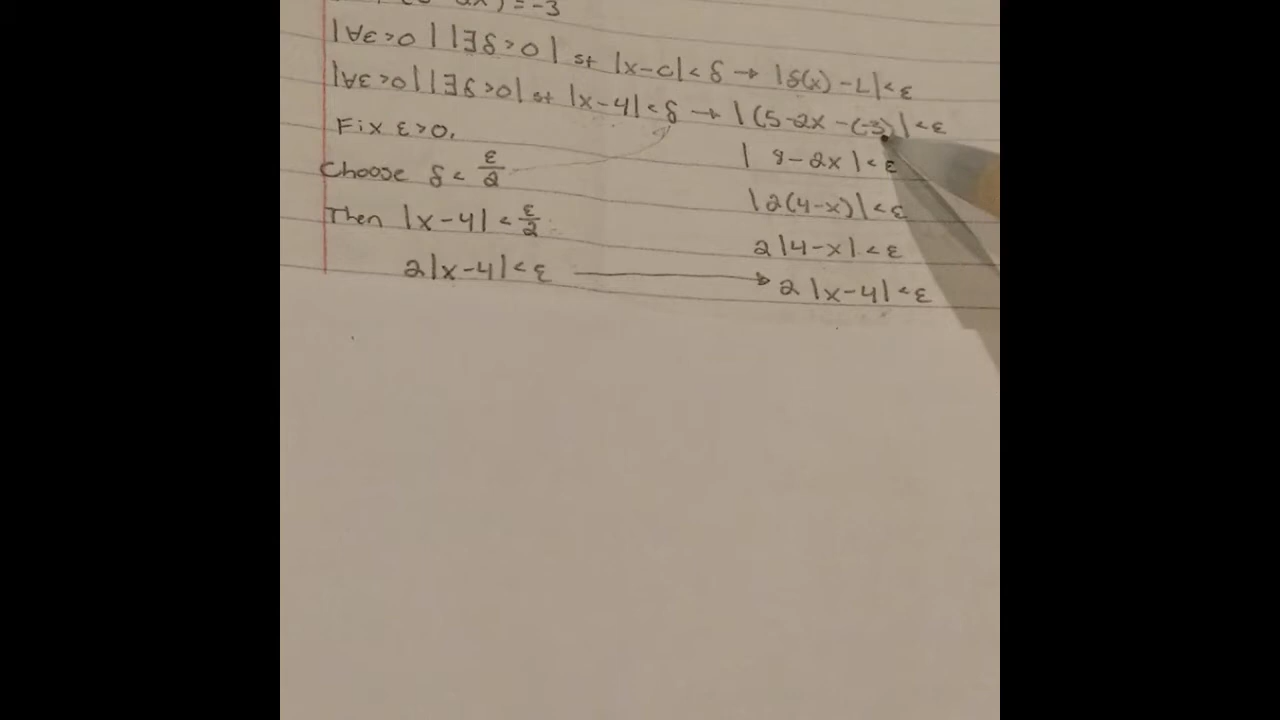 ) = -3
|∀ε>0| |∃δ>0| st |x-c|<δ → |f(x)-L|<ε
|∀ε>0| |∃δ>0| st |x-4|<δ → |(5-2x-(-3)|<ε
Fix ε>0,
| 8-2x|<ε
Choose δ < ε/2
|2(4-x)|<ε
Then |x-4| < ε/2
2|4-x|<ε
2|x-4|<ε → 2|x-4|<ε